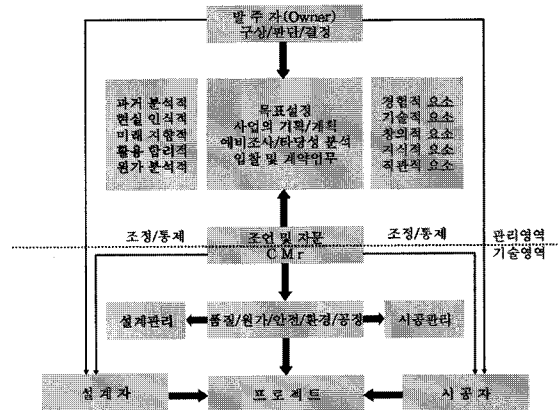 발 주 자(Owner)
구상/판단/결정
과거 분석적
현실 인식적
미래 지향적
활용 합리적
원가 분석적
목표설정
사업의 기획/계획
예비조사/타당성 분석
입찰 및 계약업무
경험적 요소
기술적 요소
창의적 요소
지식적 요소
직관적 요소
조정/통제
조언 및 자문
조정/통제
관리영역
CMr
기술영역
설계관리
품질/원가/안전/환경/공정
시공관리
설 계 자
프 로 젝 트
시 공 자